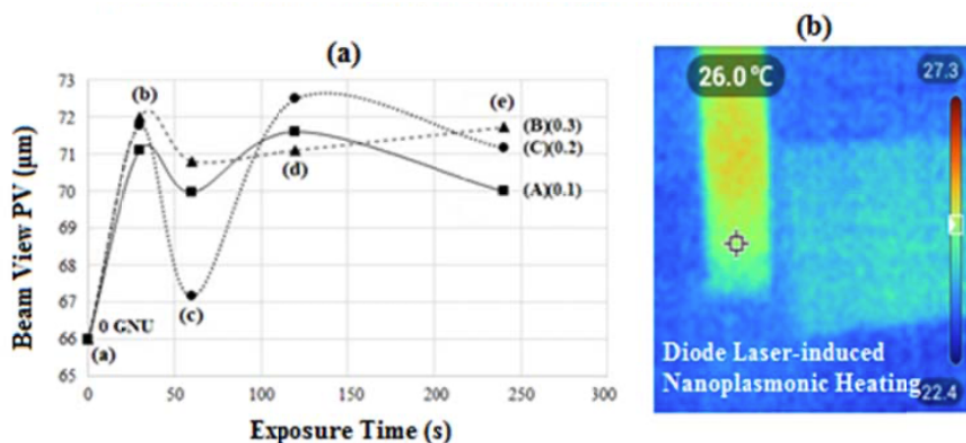 (a)
73
72
71
70
69
68
67
66
65
0
50
100
150
200
250
300
Beam View PV (μm)
Exposure Time (s)
0 GNU
(a)
(b)
(c)
(d)
(e)
(B)(0.3)
(C)(0.2)
(A)(0.1)
(b)
26.0 °C
27.3
22.4
Diode Laser-induced
Nanoplasmonic Heating